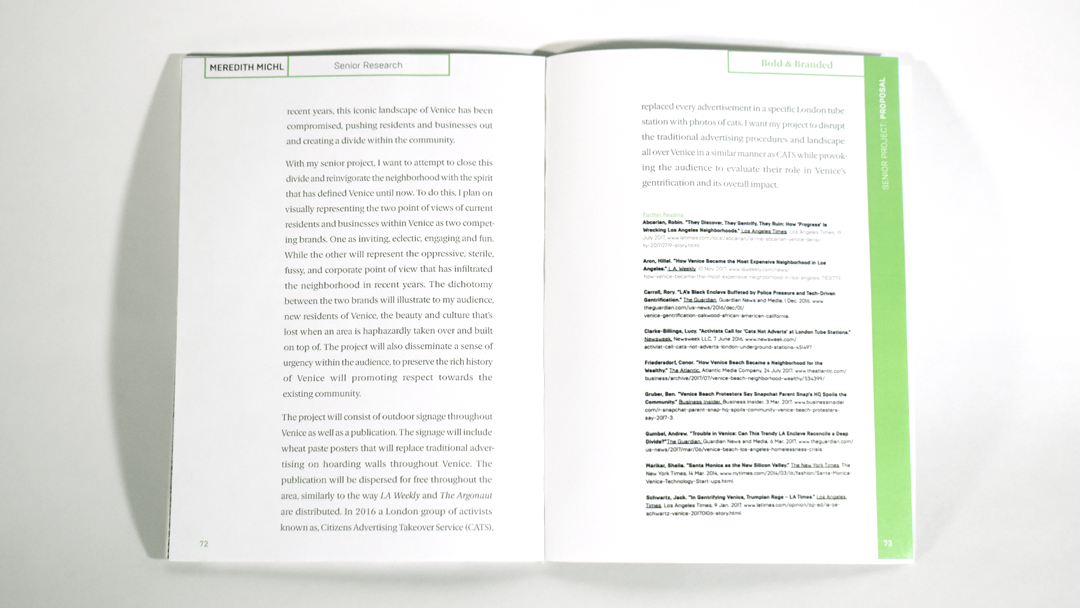 MEREDITH MICHL
Senior Research
recent years, this iconic landscape of Venice has been
compromised, pushing residents and businesses out
and creating a divide within the community.
With my senior project, I want to attempt to close this
divide and reinvigorate the neighborhood with the spirit
that has defined Venice until now. To do this, I plan on
visually representing the two point of views of current
residents and businesses within Venice as two compet-
ing brands. One as inviting, eclectic, engaging and fun.
While the other will represent the oppressive, sterile,
fussy, and corporate point of view that has infiltrated
the neighborhood in recent years. The dichotomy
between the two brands will illustrate to my audience,
new residents of Venice, the beauty and culture that's
lost when an area is haphazardly taken over and built
on top of. The project will also disseminate a sense of
urgency within the audience, to preserve the rich history
of Venice will promoting respect towards the
existing community.
The project will consist of outdoor signage throughout
Venice as well as a publication. The signage will include
wheat paste posters that will replace traditional adver-
tising on hoarding walls throughout Venice. The
publication will be dispersed for free throughout the
area, similarly to the way LA Weekly and The Argonaut
are distributed. In 2016 a London group of activists
known as, Citizens Advertising Takeover Service (CATS),
72
Bold & Branded
replaced every advertisement in a specific London tube
station with photos of cats. I want my project to disrupt
the traditional advertising procedures and landscape
all over Venice in a similar manner as CATS while provok-
ing the audience to evaluate their role in Venice's
gentrification and its overall impact.
Further Reading
Abcarian, Robin. "They Discover, They Gentrify, They Ruin: How 'Progress' Is
Wrecking Los Angeles Neighborhoods." Los Angeles Times, Los Angeles Times,
July 2017, www.latimes.com/local/abcarian/
Aron, Hillel. "How Venice Became the Most Expensive Neighborhood in Los
Angeles." L.A. Weekly, 10 Nov. 2017, www.laweekly.com/news/
how-venice-became-the-most-expensive-neighborhood-in-los-angeles
Carroll, Rory. "LA's Black Enclave Buffeted by Police Pressure and Tech-Driven
Gentrification." The Guardian, Guardian News and Media, 1 Dec. 2016, www.
theguardian.com/us-news/2016/dec/01/
venice-gentrification-oakwood-african-american-california.
Clarke-Billings, Lucy. "Activists Call for 'Cats Not Adverts' at London Tube Stations."
Newsweek, Newsweek LLC, 7 June 2016, www.newsweek.com/
activist-call-cats-not-adverts-london-underground-stations-451497
Friedersdorf, Conor. "How Venice Beach Became a Neighborhood for the
Wealthy." The Atlantic, Atlantic Media Company, 24 July 2017, www.theatlantic.com/
business/archive/2017/07/venice-beach-neighborhood-wealthy/534399/.
Gruber, Ben. "Venice Beach Protesters Say Snapchat Parent Snap's HQ Spoils the
Community." Business Insider, Business Insider, 3 Mar. 2017, www.businessinsider
com/r-snapchat-parent-snap-hq-spoils-community-venice-beach-protesters-
say-2017-3
Gumbel, Andrew. "Trouble in Venice: Can This Trendy LA Enclave Reconcile a Deep
Divide?" The Guardian, Guardian News and Media, 6 Mar. 2017, www.theguardian.com/
us-news/2017/mar/06/venice-beach-los-angeles-homelessness-crisis
Marikar, Sheila. "Santa Monica as the New Silicon Valley." The New York Times, The
New York Times, 14 Mar. 2014, www.nytimes.com/2014/03/16/fashion/Santa-Monica-
Venice-Technology-Start-ups.html.
Schwartz, Jack. "In Gentrifying Venice, Trumpian Rage – LA Times." Los Angeles
Times, Los Angeles Times, 9 Jan. 2017, www.latimes.com/opinion/op-ed/la-oe-
schwartz-venice-20170106-story.html.
SENIOR PROJECT: PROPOSAL
73